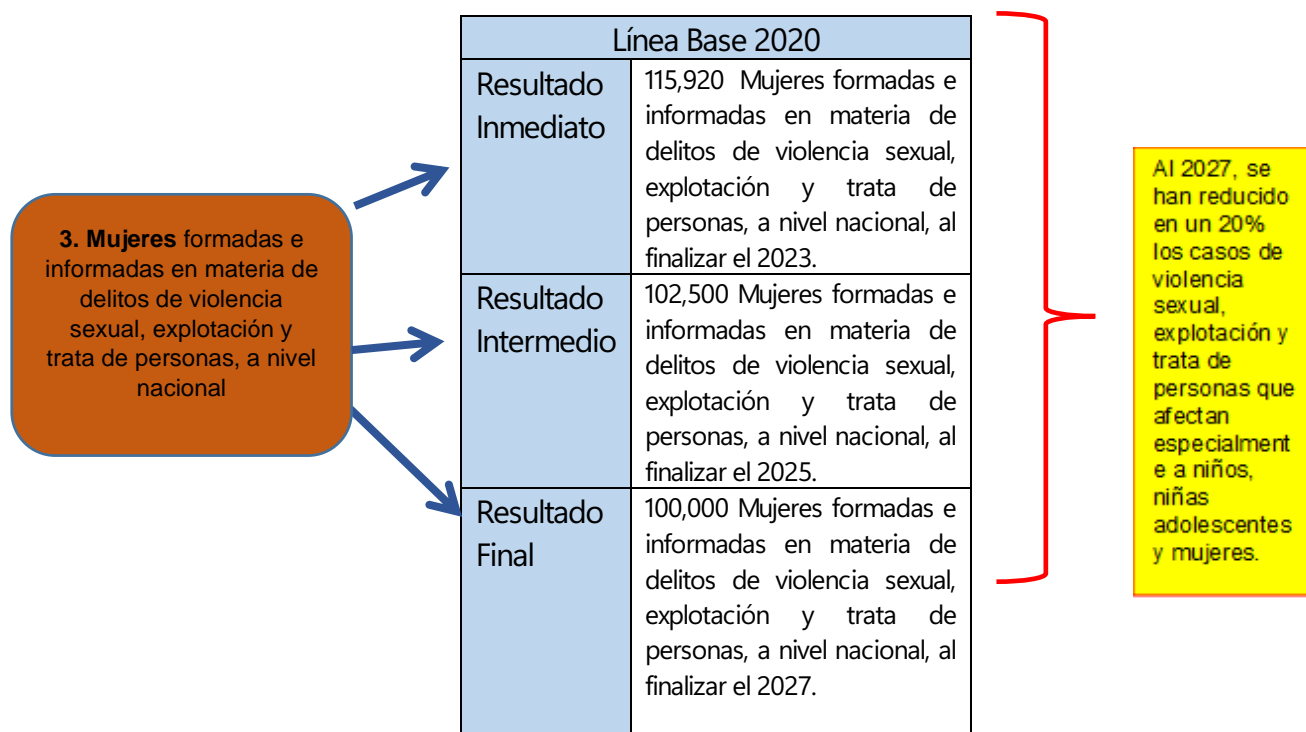 3. Mujeres formadas e
informadas en materia de
delitos de violencia
sexual, explotación y
trata de personas, a nivel
nacional
Línea Base 2020
Resultado
Inmediato
115,920 Mujeres formadas e
informadas en materia de
delitos de violencia sexual,
explotación y trata de
personas, a nivel nacional, al
finalizar el 2023.
Resultado
Intermedio
102,500 Mujeres formadas e
informadas en materia de
delitos de violencia sexual,
explotación y trata de
personas, a nivel nacional, al
finalizar el 2025.
Resultado
Final
100,000 Mujeres formadas e
informadas en materia de
delitos de violencia sexual,
explotación y trata de
personas, a nivel nacional, al
finalizar el 2027.
Al 2027, se
han reducido
en un 20%
los casos de
violencia
sexual,
explotación y
trata de
personas que
afectan
especialment
e a niños,
niñas
adolescentes
y mujeres.